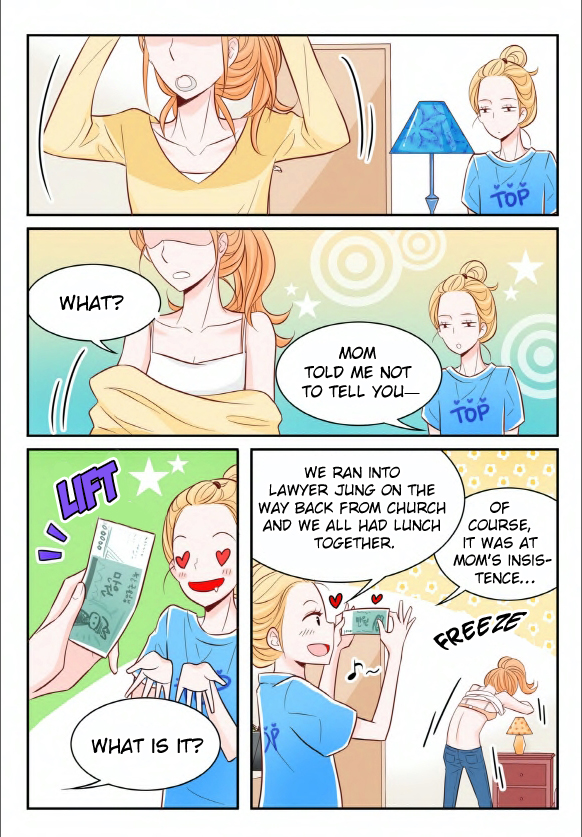 TOP
WHAT?
MOM
TOLD ME NOT
TO TELL YOU—
TOP
LIFT
WHAT IS IT?
WE RAN INTO
LAWYER JUNG ON THE
WAY BACK FROM CHURCH
AND WE ALL HAD LUNCH
TOGETHER.
OF
COURSE,
IT WAS AT
MOM'S INSIS-
TENCE...
FREEZE